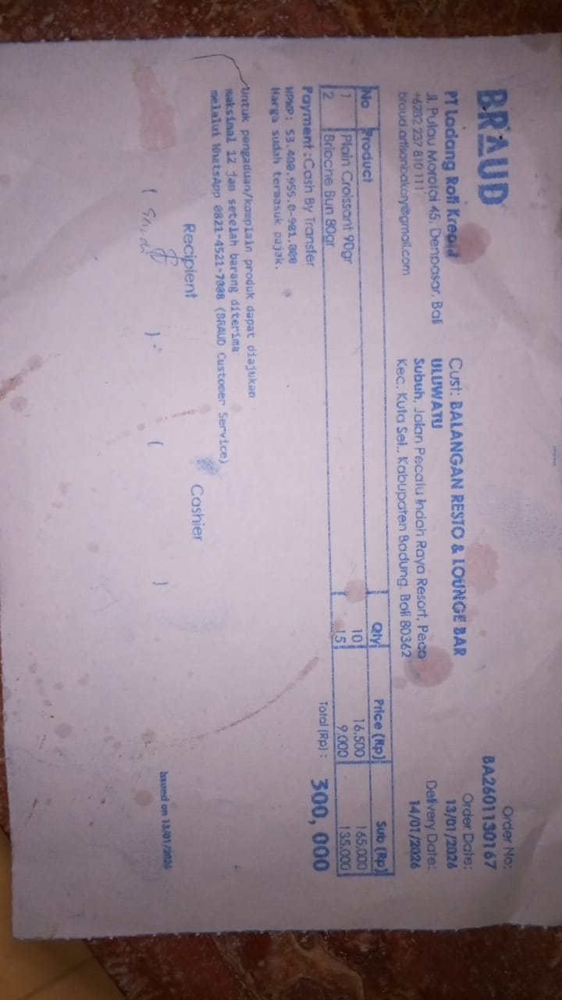 BRAUD
PT Ladang Roti Kreasi
Jl. Pulau Morotai 45, Denpasar, Bali
+6282 237 810 111
braud.artisanbakery@gmail.com
Cust: BALANGAN RESTO & LOUNGE BAR
ULUWATU
Subuh, Jalan Pecatu Indah Raya Resort, Peca
Kec. Kuta Sel., Kabupaten Badung, Bali 80362
Order No:
BA2601130167
Order Date:
13/01/2026
Delivery Date:
14/01/2026
No Product Qty Price (Rp) Sub (Rp)
1 Plain Croissant 90gr 10 16,500 165,000
2 Brioche Bun 80gr 15 9,000 135,000
Payment : Cash By Transfer Total (Rp) : 300,000
NPWP: 53.400.955.0-901.000
Harga sudah termasuk pajak.
Untuk pengaduan/komplain produk dapat diajukan
maksimal 12 jam setelah barang diterima
melalui WhatsApp 0821-4521-7008 (BRAUD Customer Service)
Recipient Cashier
( ) ( )
Issued on 13/01/2026